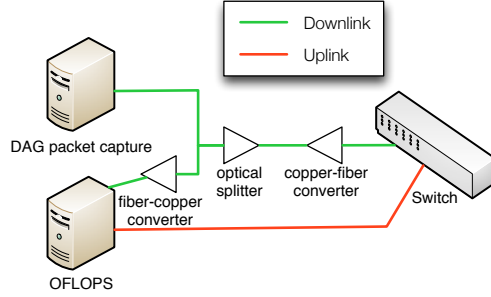 Downlink
Uplink
DAG packet capture
optical
splitter
copper-fiber
converter
Switch
fiber-copper
converter
OFLOPS